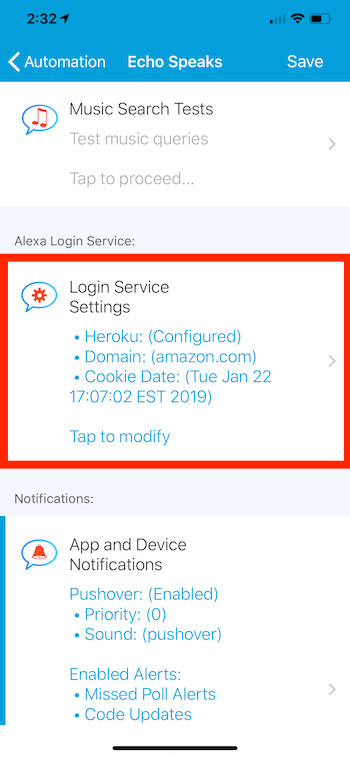 2:32
Automation
Echo Speaks
Save
Music Search Tests
Test music queries
Tap to proceed...
Alexa Login Service:
Login Service
Settings
• Heroku: (Configured)
• Domain: (amazon.com)
• Cookie Date: (Tue Jan 22
17:07:02 EST 2019)
Tap to modify
Notifications:
App and Device
Notifications
Pushover: (Enabled)
• Priority: (0)
• Sound: (pushover)
Enabled Alerts:
• Missed Poll Alerts
• Code Updates